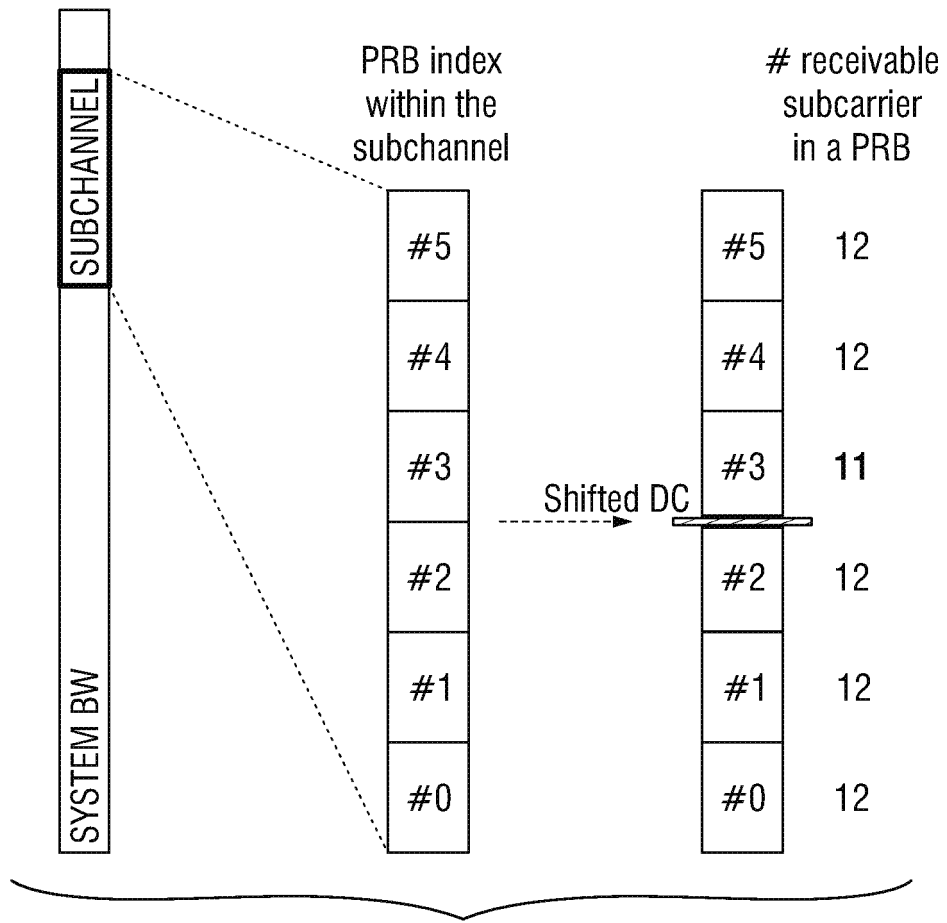 SUBCHANNEL
SYSTEM BW
PRB index
within the
subchannel
#5
#4
#3
#2
#1
#0
Shifted DC
# receivable
subcarrier
in a PRB
#5 12
#4 12
#3 11
#2 12
#1 12
#0 12